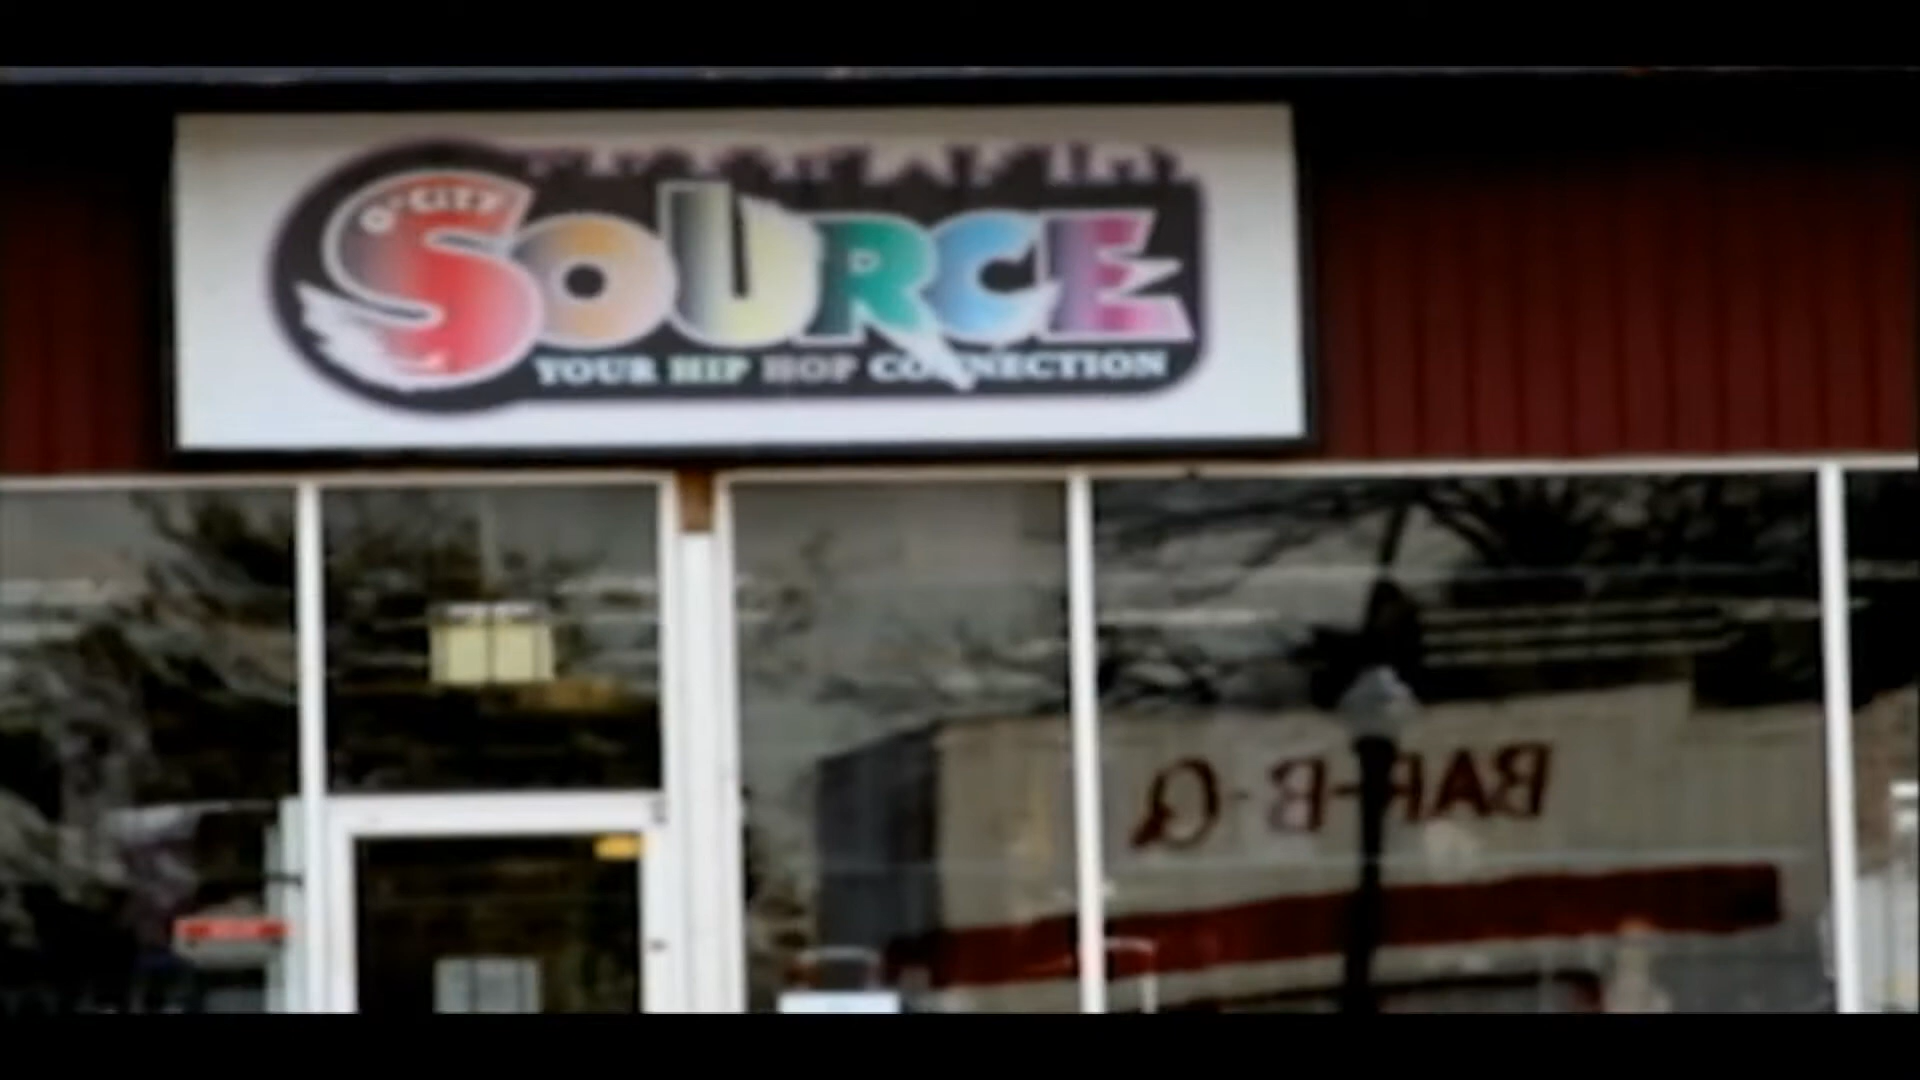 O-CITY
SOURCE
YOUR HIP HOP CONNECTION
BAR-B-Q